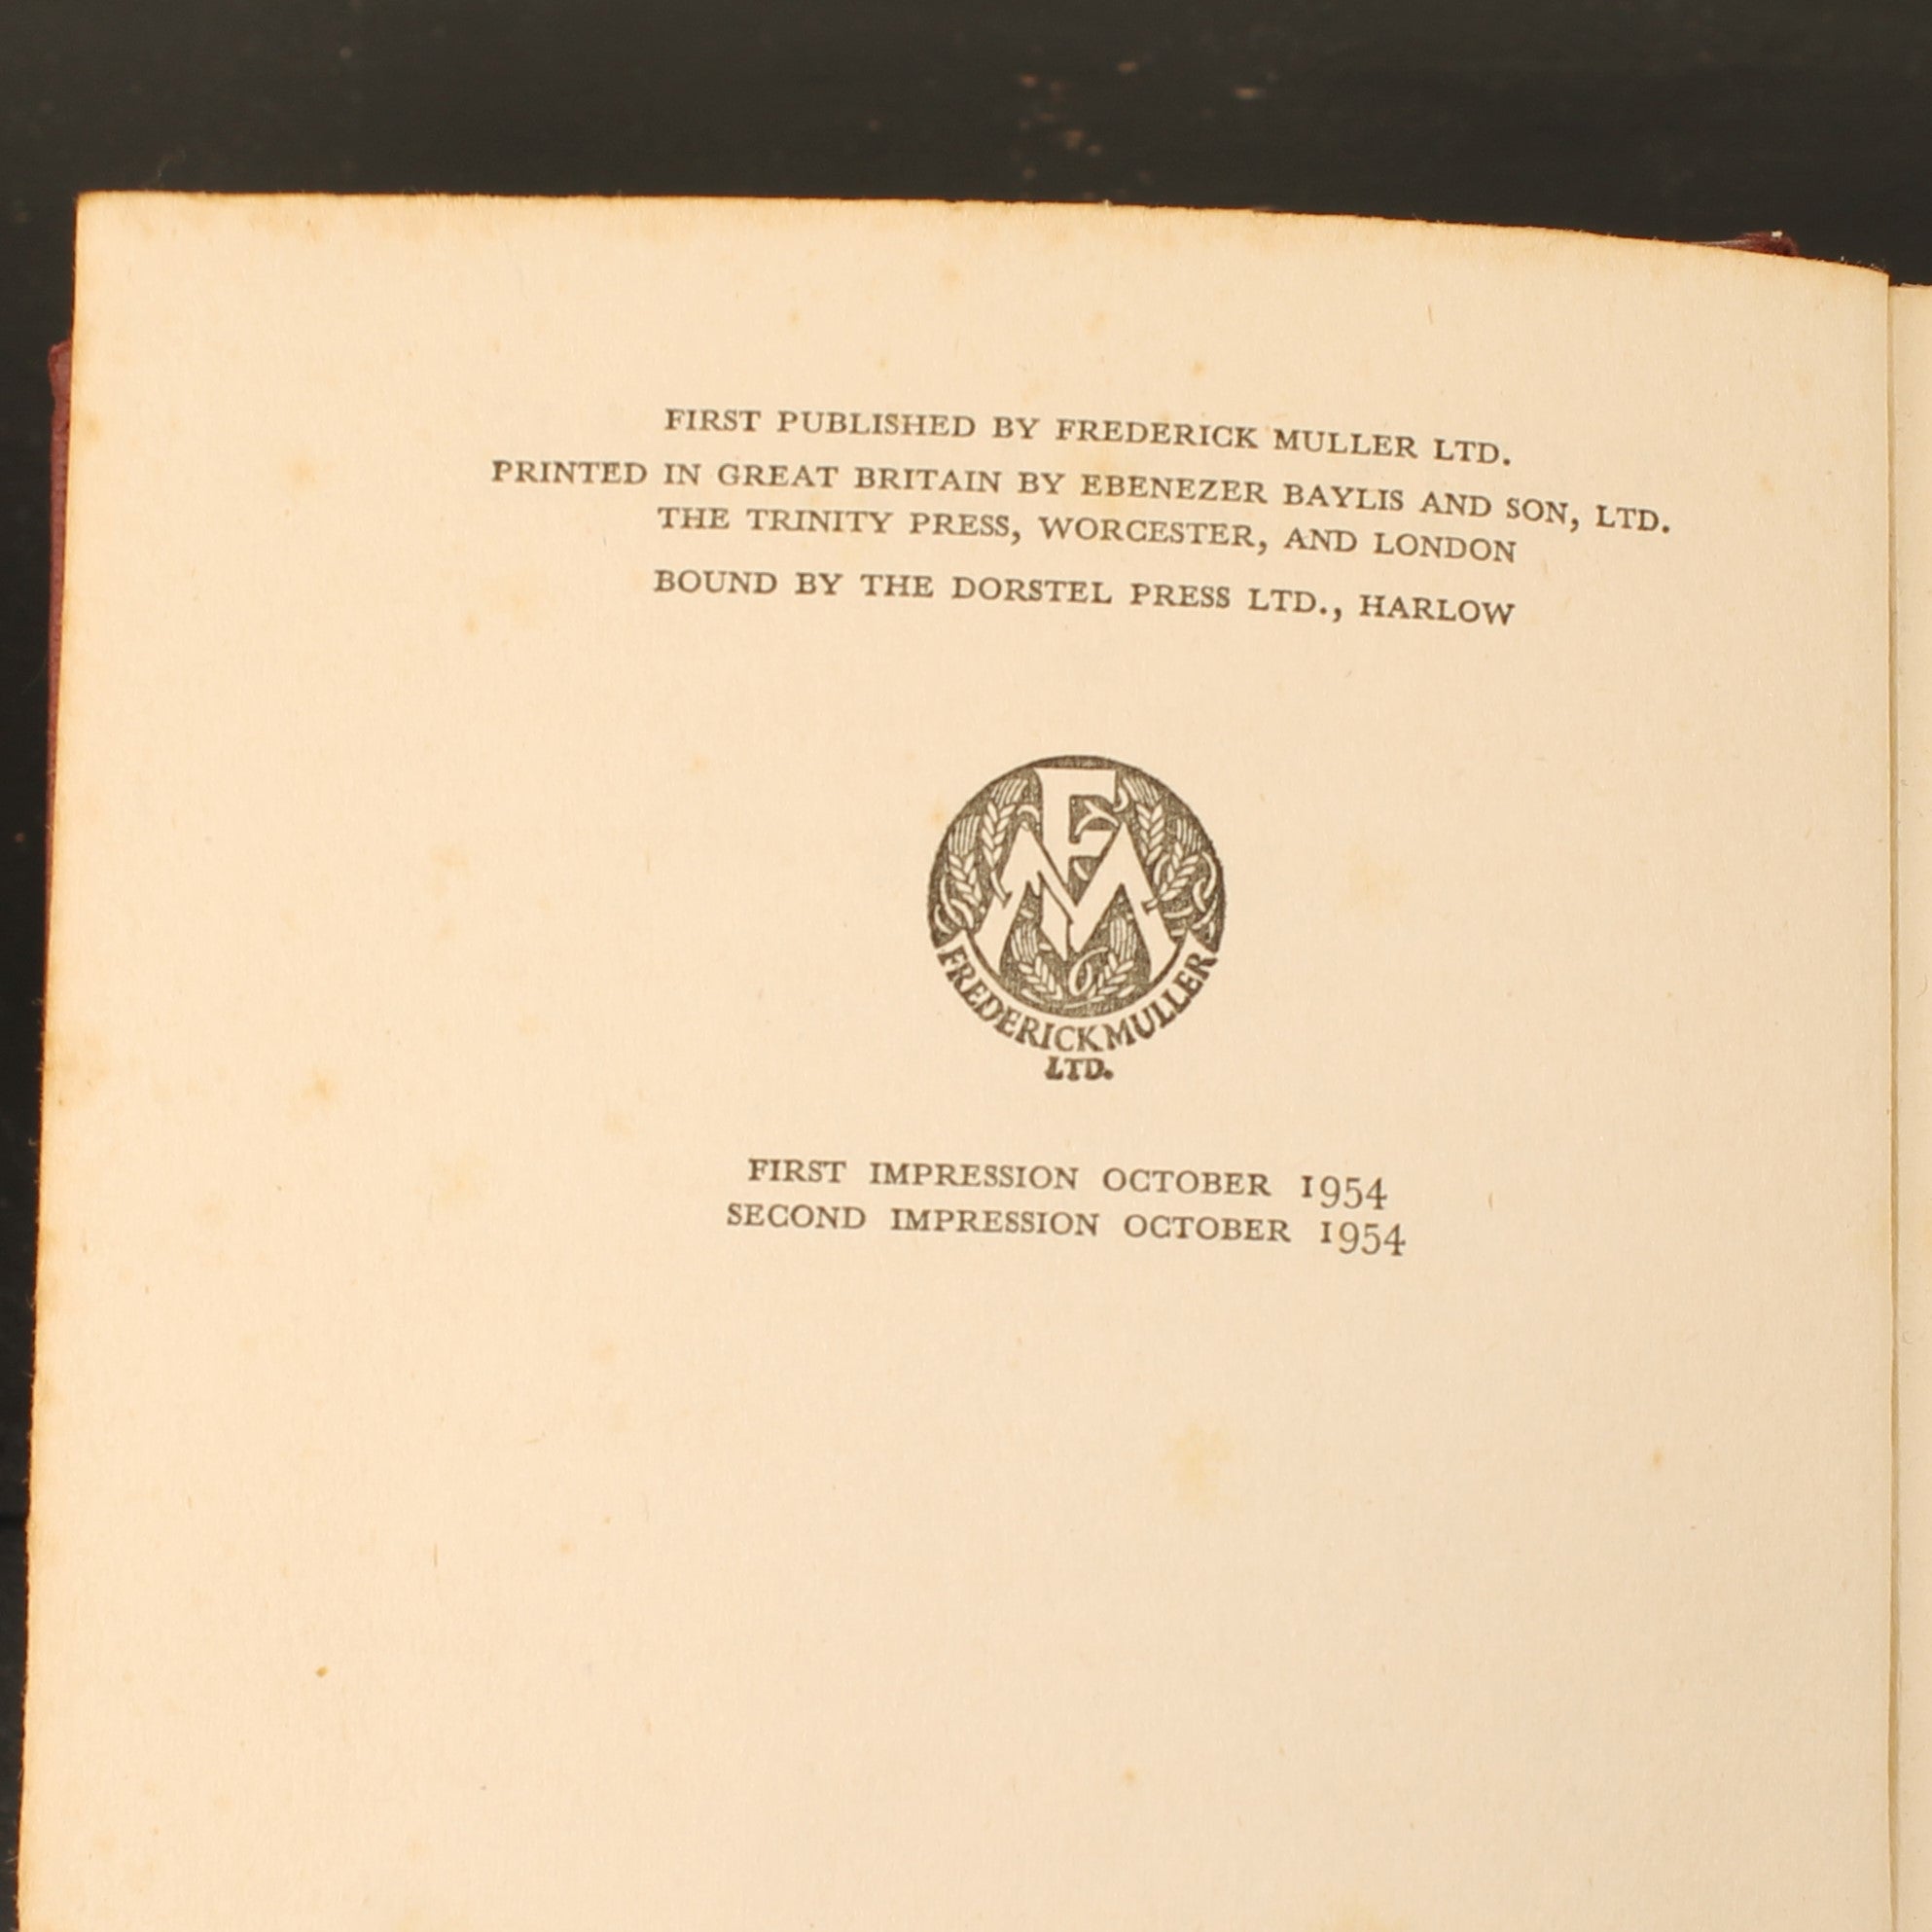 FIRST PUBLISHED BY FREDERICK MULLER LTD.
PRINTED IN GREAT BRITAIN BY EBENEZER BAYLIS AND SON, LTD.
THE TRINITY PRESS, WORCESTER, AND LONDON
BOUND BY THE DORSTEL PRESS LTD., HARLOW
FM
FREDERICK MULLER
LTD.
FIRST IMPRESSION OCTOBER 1954
SECOND IMPRESSION OCTOBER 1954